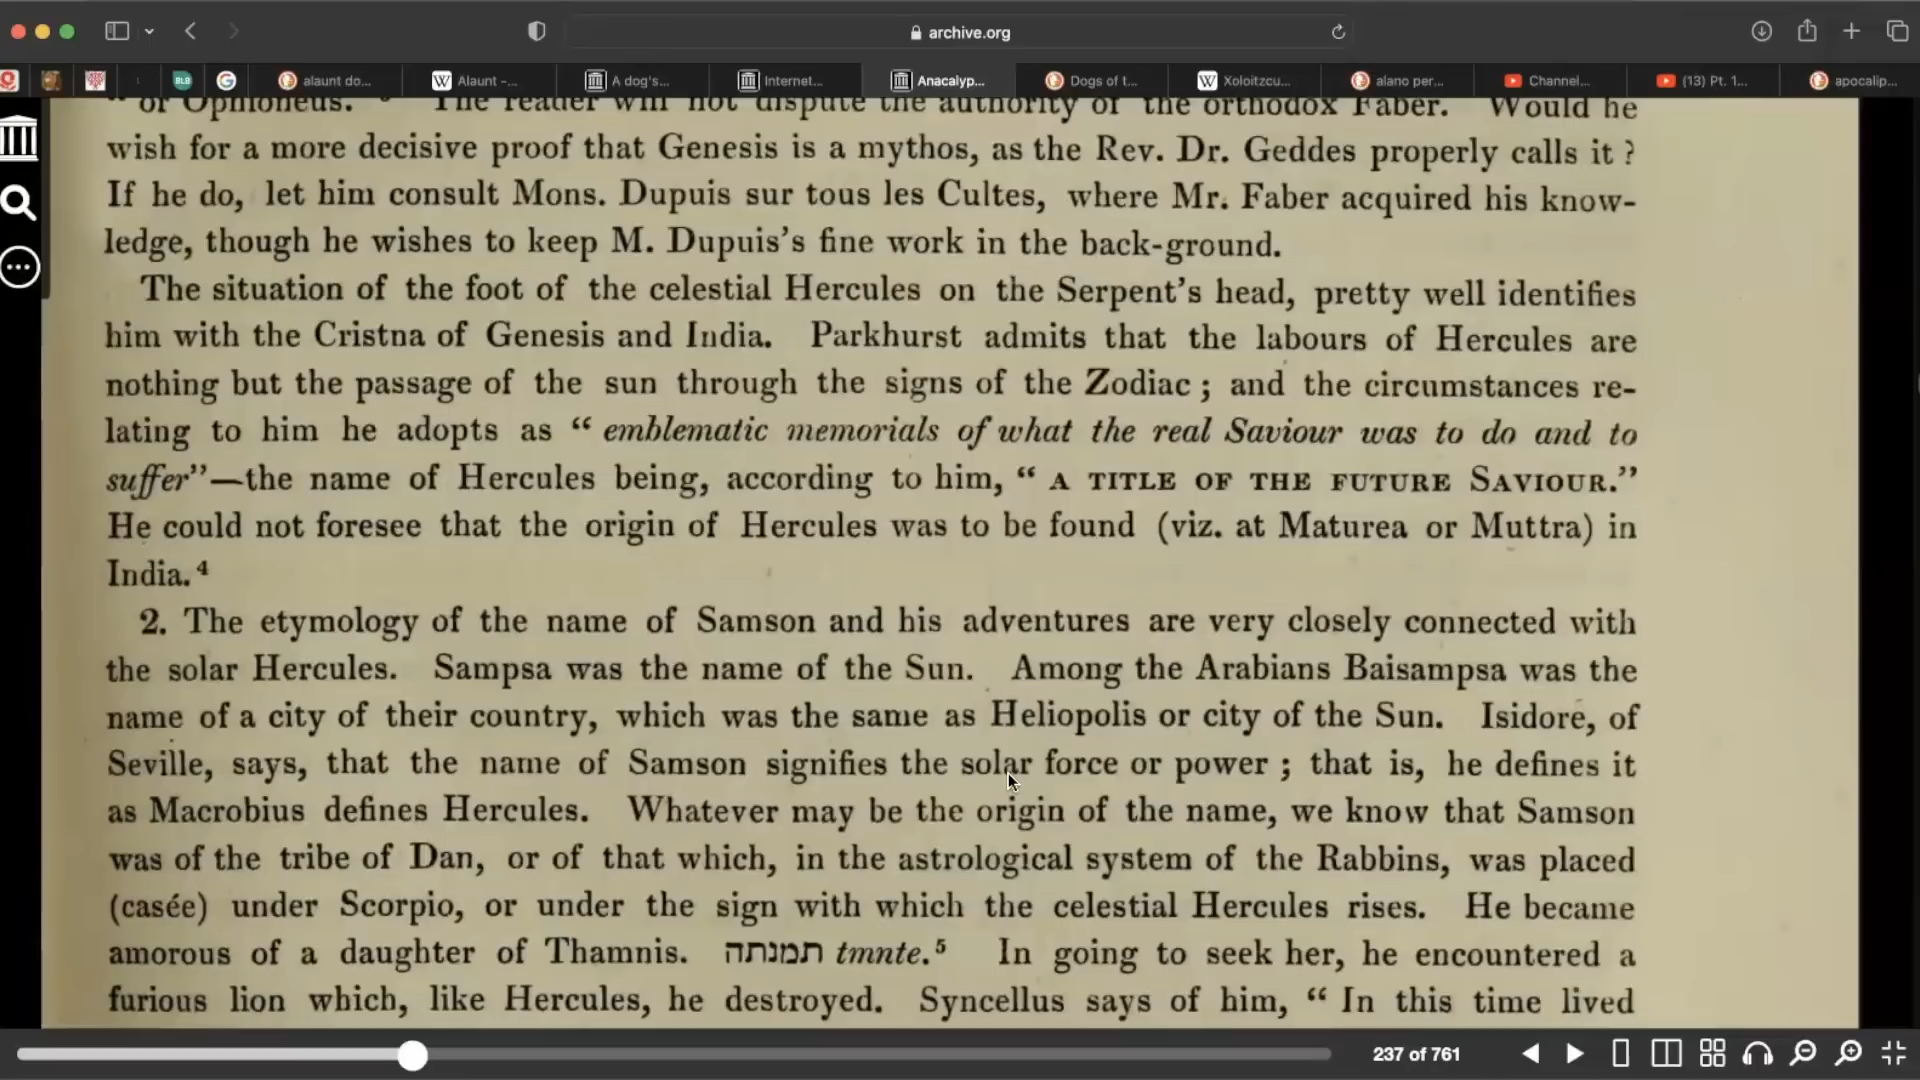 archive.org
BLB
alaunt do...
Alaunt -...
A dog's...
Internet...
Anacalyp...
Dogs of t...
Xoloitzcu...
alano per...
Channel...
(13) Pt. 1...
apocalip...
or Ophioneus. The reader will not dispute the authority of the orthodox Faber. Would he
wish for a more decisive proof that Genesis is a mythos, as the Rev. Dr. Geddes properly calls it ?
If he do, let him consult Mons. Dupuis sur tous les Cultes, where Mr. Faber acquired his know-
ledge, though he wishes to keep M. Dupuis's fine work in the back-ground.
The situation of the foot of the celestial Hercules on the Serpent's head, pretty well identifies
him with the Cristna of Genesis and India. Parkhurst admits that the labours of Hercules are
nothing but the passage of the sun through the signs of the Zodiac ; and the circumstances re-
lating to him he adopts as “ emblematic memorials of what the real Saviour was to do and to
suffer”—the name of Hercules being, according to him, “ A TITLE OF THE FUTURE SAVIOUR.”
He could not foresee that the origin of Hercules was to be found (viz. at Maturea or Muttra) in
India.⁴
2. The etymology of the name of Samson and his adventures are very closely connected with
the solar Hercules. Sampsa was the name of the Sun. Among the Arabians Baisampsa was the
name of a city of their country, which was the same as Heliopolis or city of the Sun. Isidore, of
Seville, says, that the name of Samson signifies the solar force or power ; that is, he defines it
as Macrobius defines Hercules. Whatever may be the origin of the name, we know that Samson
was of the tribe of Dan, or of that which, in the astrological system of the Rabbins, was placed
(casée) under Scorpio, or under the sign with which the celestial Hercules rises. He became
amorous of a daughter of Thamnis. תמנתה tmnte.⁵ In going to seek her, he encountered a
furious lion which, like Hercules, he destroyed. Syncellus says of him, “ In this time lived
237 of 761